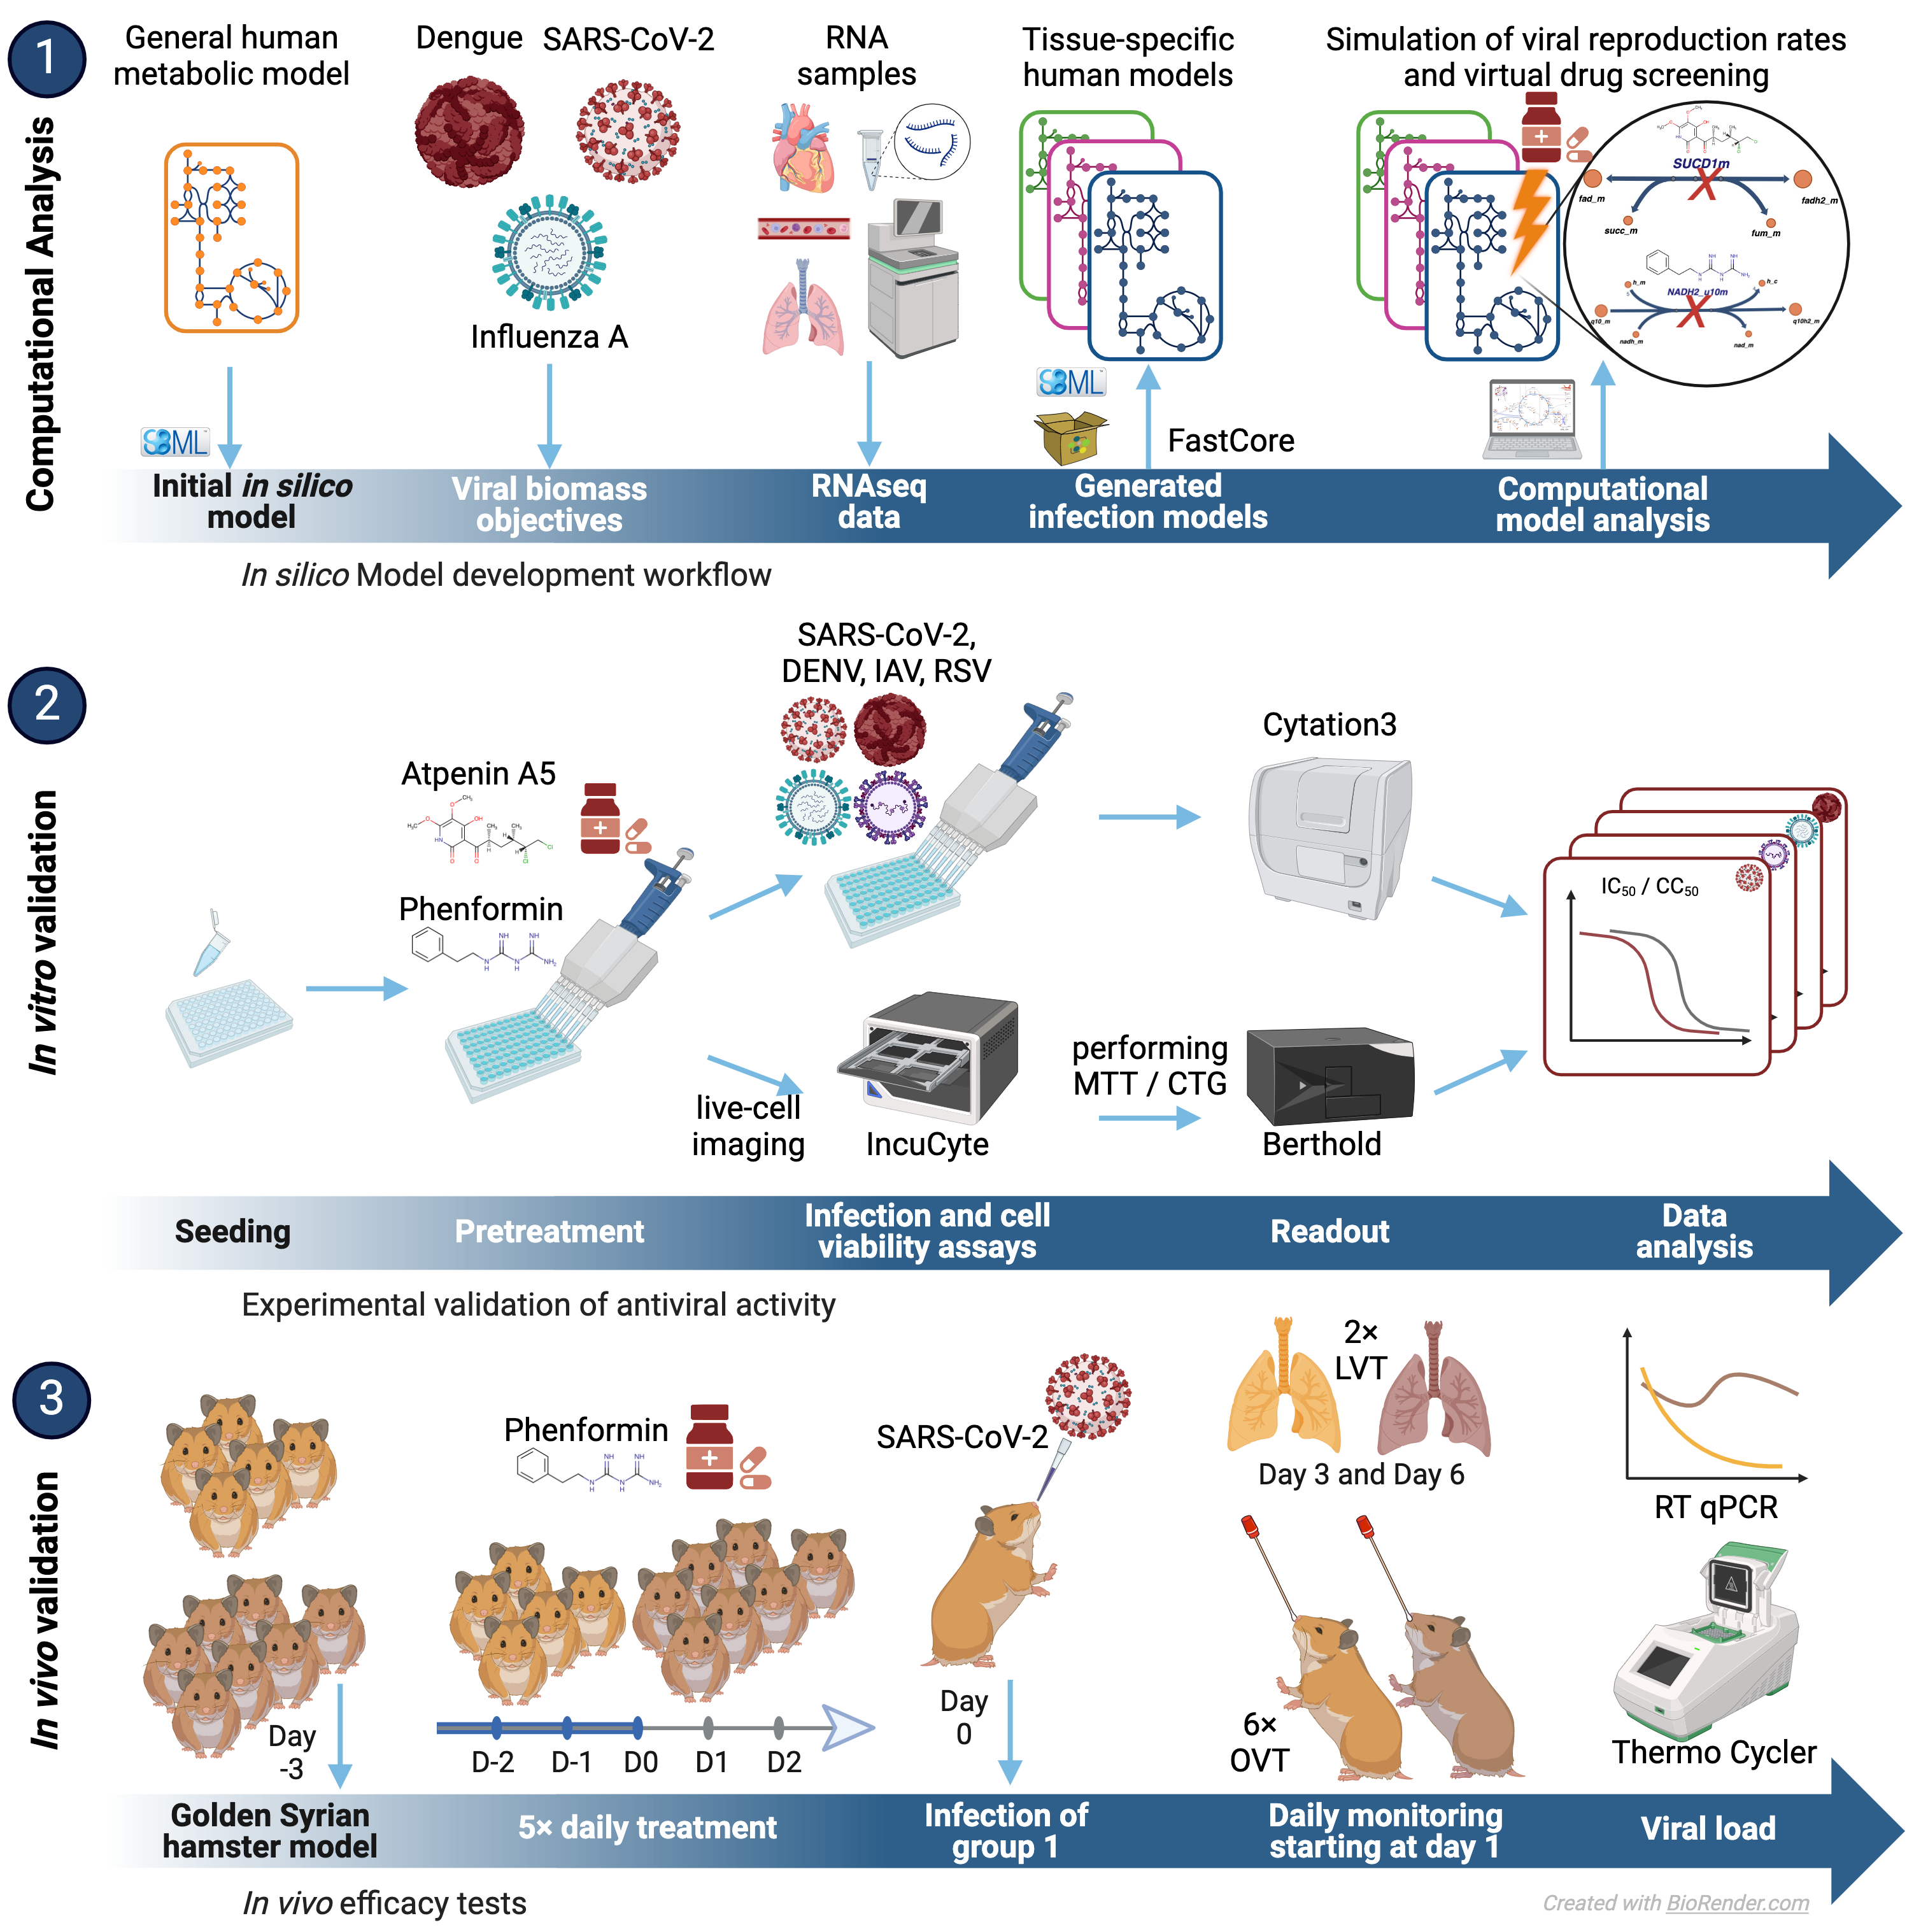 1
Computational Analysis
General human
metabolic model
Dengue
SARS-CoV-2
Influenza A
RNA
samples
Tissue-specific
human models
Simulation of viral reproduction rates
and virtual drug screening
SUCD1m
fad_m
fadh2_m
succ_m
fum_m
NADH2_u10m
h_m
h_c
q10_m
q10h2_m
nadh_m
nad_m
SBML
SBML
FastCore
Initial in silico
model
Viral biomass
objectives
RNAseq
data
Generated
infection models
Computational
model analysis
In silico Model development workflow
2
In vitro validation
Atpenin A5
Phenformin
SARS-CoV-2,
DENV, IAV, RSV
Cytation3
IC50 / CC50
live-cell
imaging
IncuCyte
performing
MTT / CTG
Berthold
Seeding
Pretreatment
Infection and cell
viability assays
Readout
Data
analysis
Experimental validation of antiviral activity
3
In vivo validation
Day
-3
Phenformin
D-2
D-1
D0
D1
D2
SARS-CoV-2
Day
0
2×
LVT
Day 3 and Day 6
6×
OVT
RT qPCR
Thermo Cycler
Golden Syrian
hamster model
5× daily treatment
Infection of
group 1
Daily monitoring
starting at day 1
Viral load
In vivo efficacy tests
Created with BioRender.com